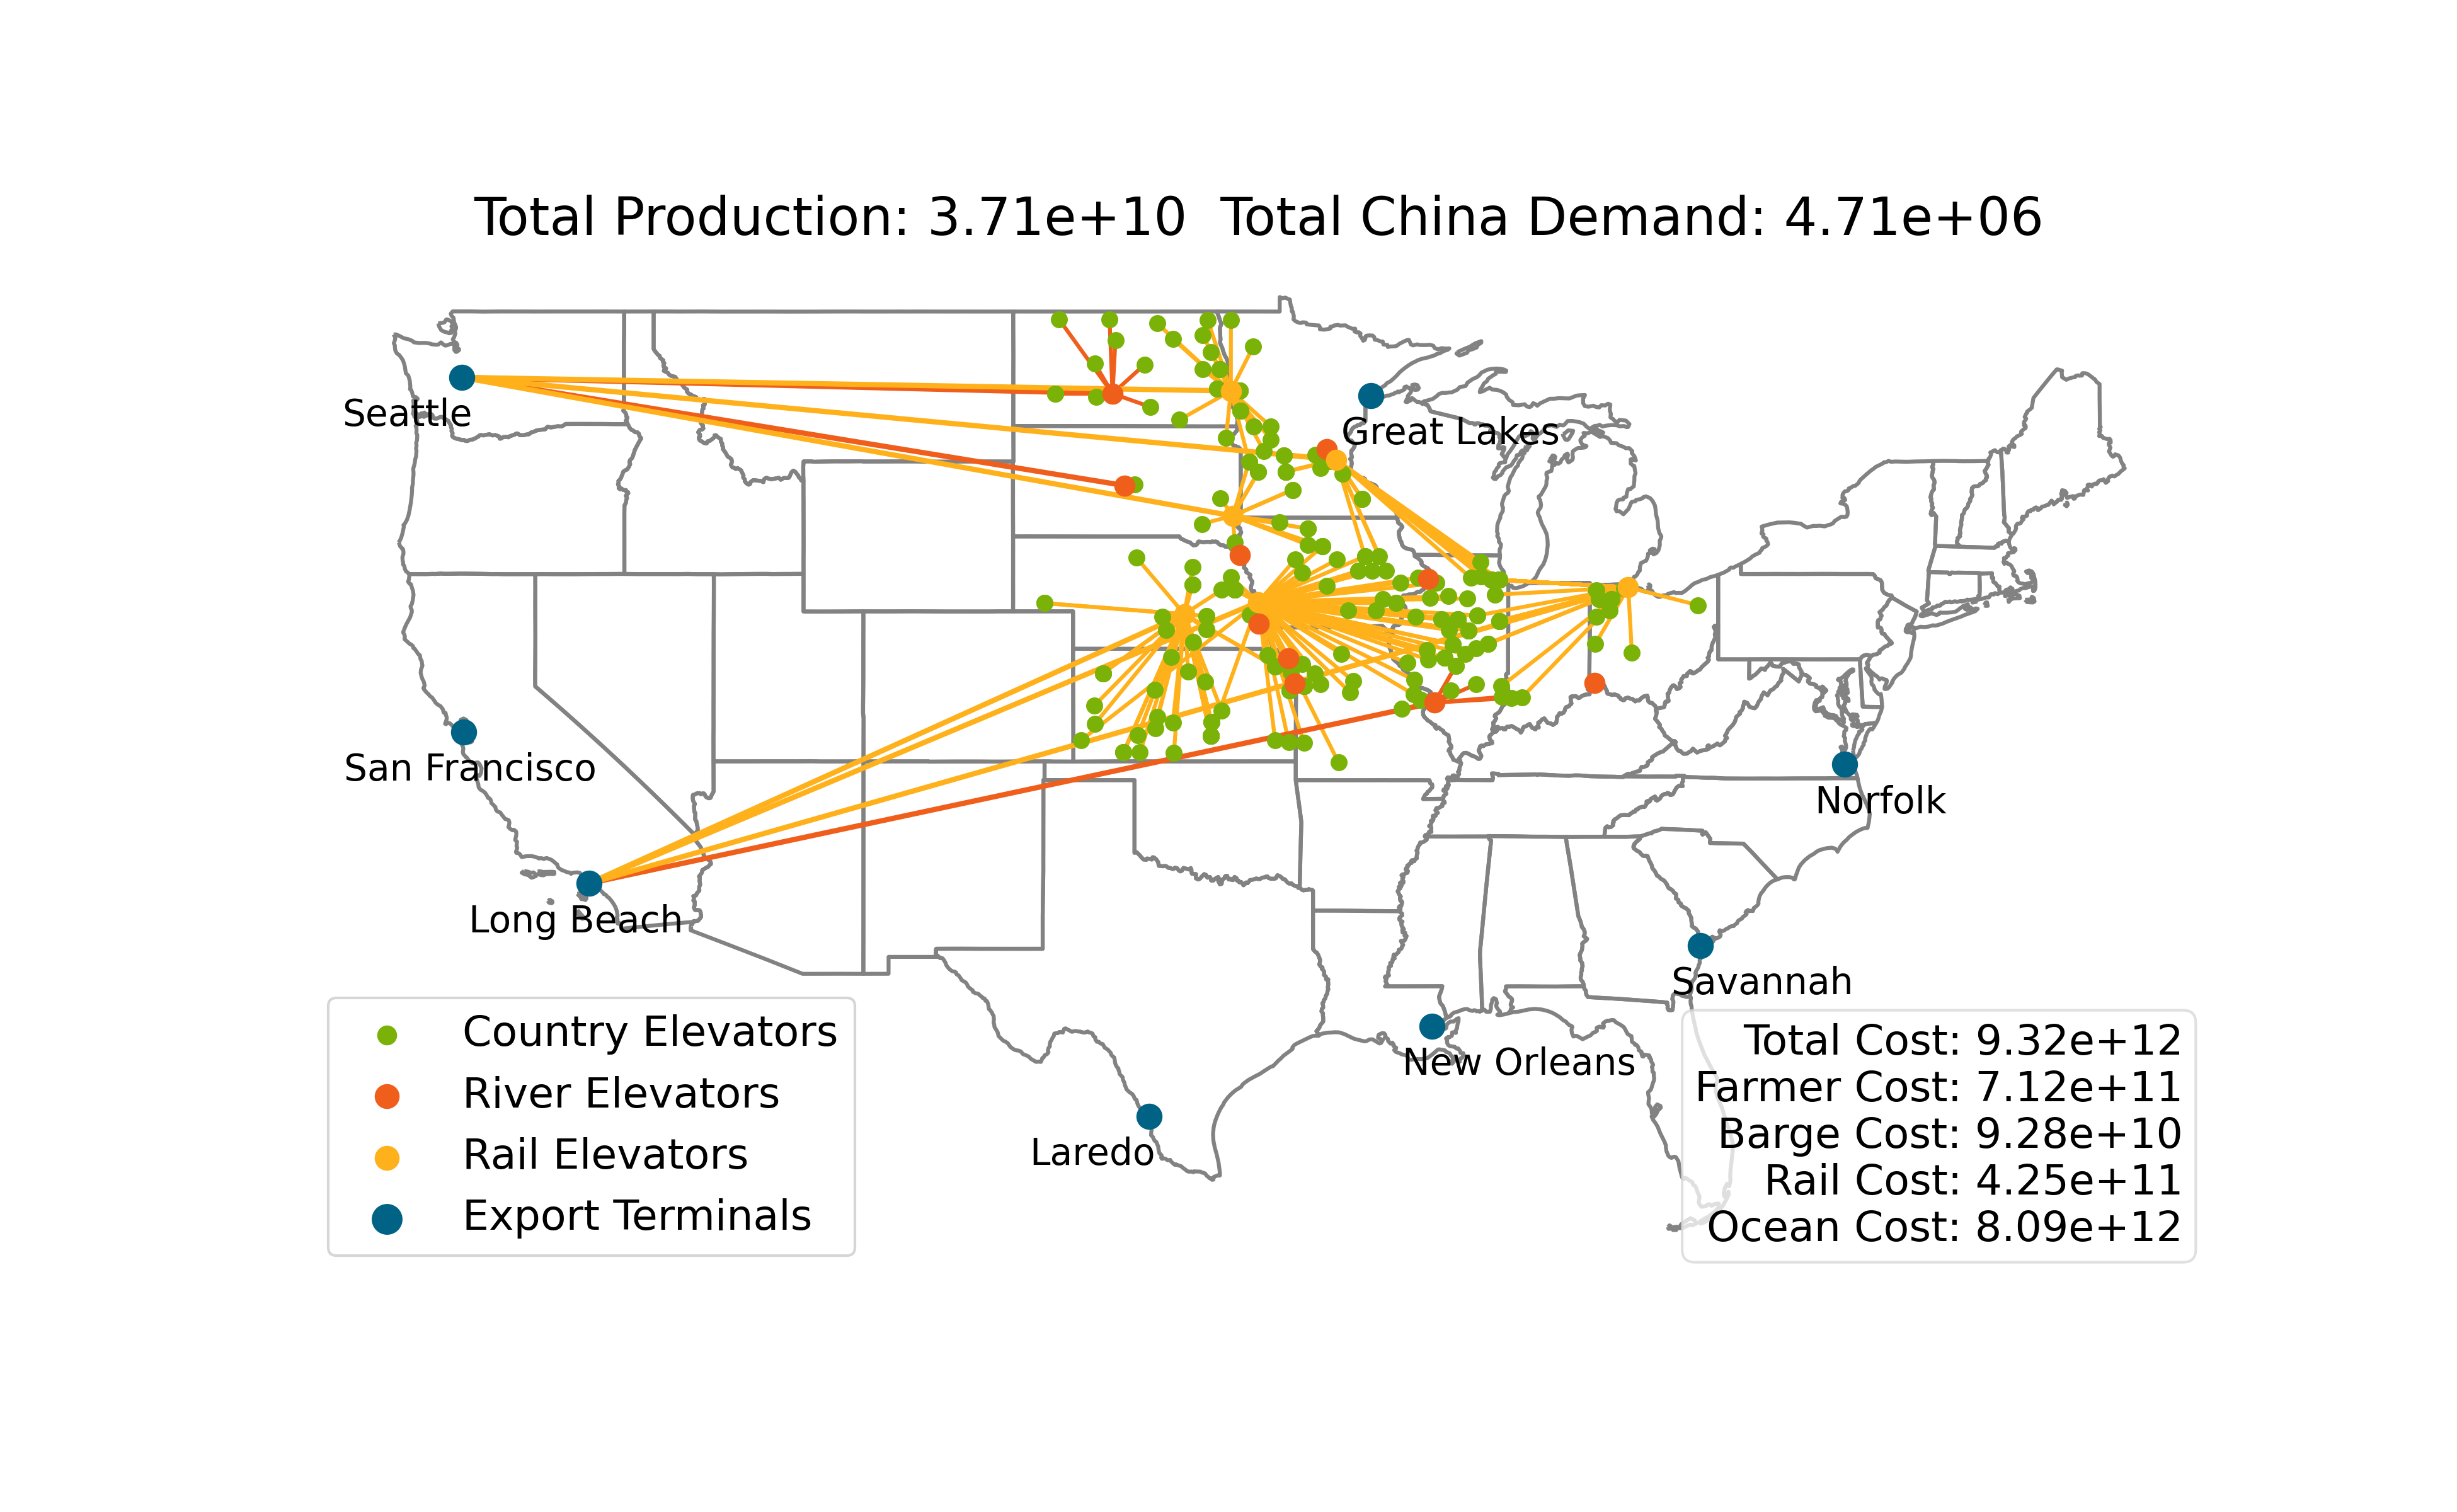 Total Production: 3.71e+10  Total China Demand: 4.71e+06
Seattle
Great Lakes
San Francisco
Norfolk
Long Beach
Savannah
New Orleans
Laredo
Country Elevators
River Elevators
Rail Elevators
Export Terminals
Total Cost: 9.32e+12
Farmer Cost: 7.12e+11
Barge Cost: 9.28e+10
Rail Cost: 4.25e+11
Ocean Cost: 8.09e+12